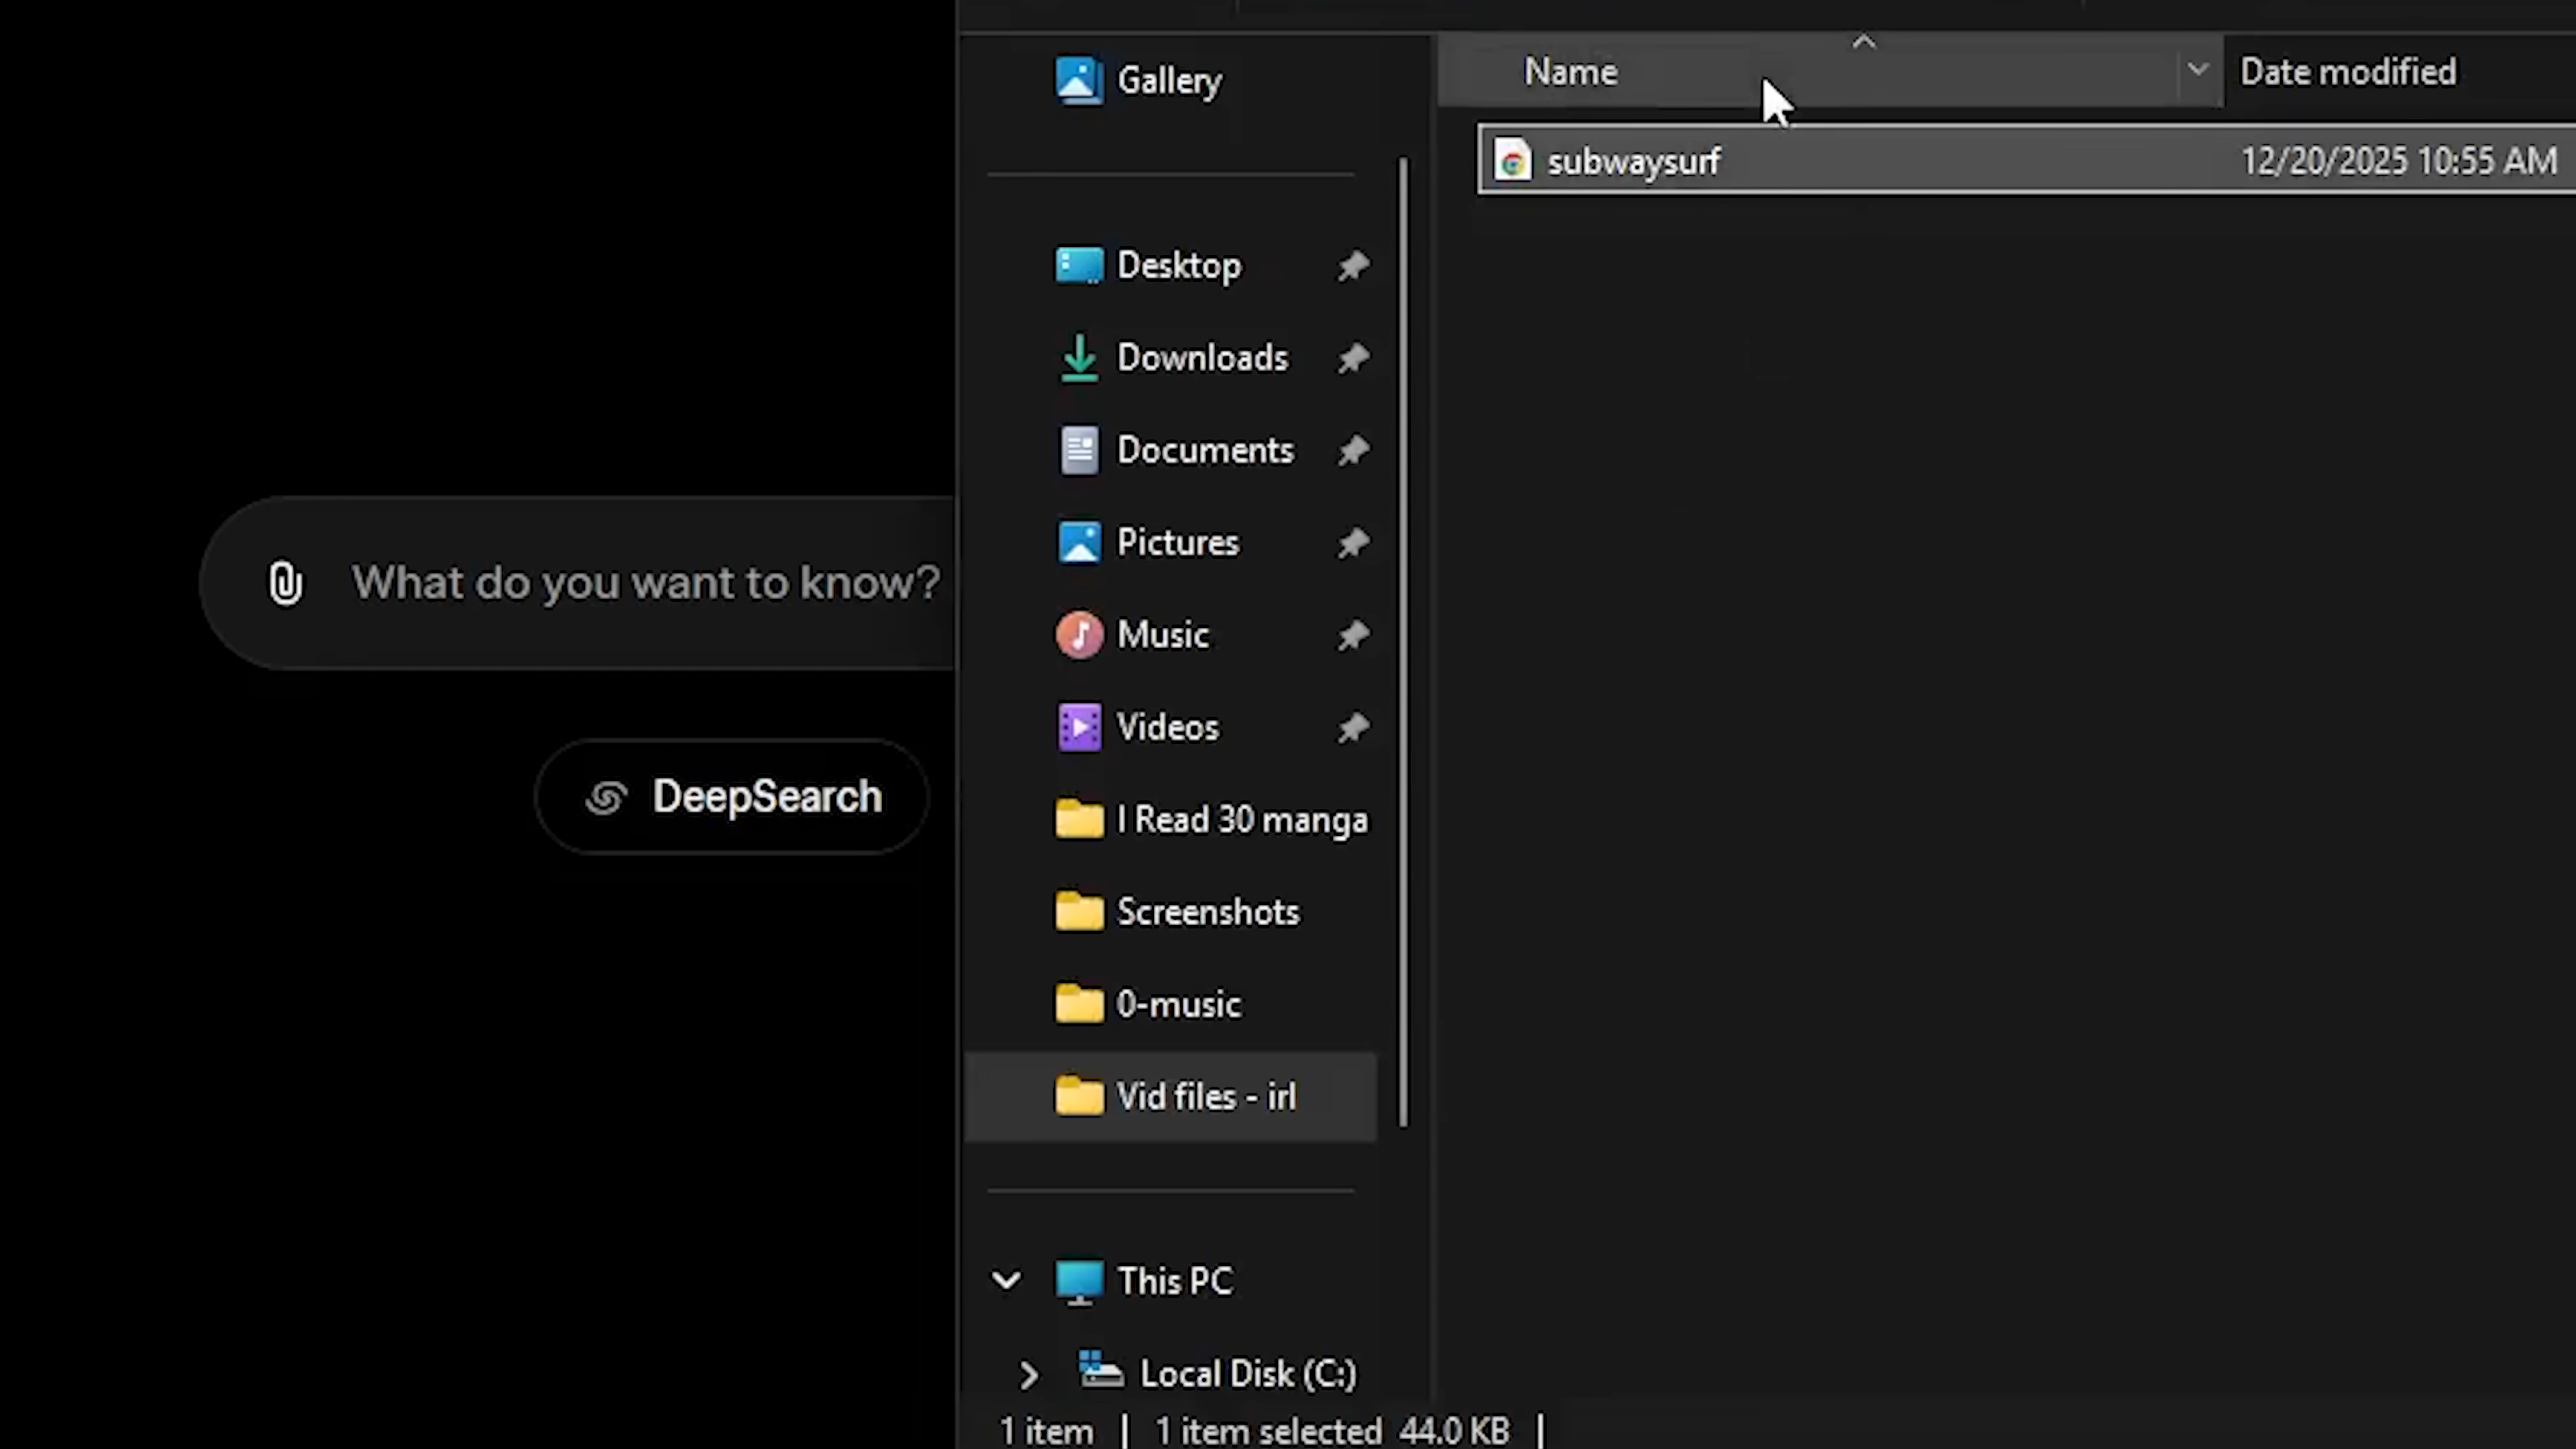 What do you want to know?
DeepSearch
Gallery
Desktop
Downloads
Documents
Pictures
Music
Videos
I Read 30 manga
Screenshots
0-music
Vid files - irl
This PC
Local Disk (C:)
Name
Date modified
subwaysurf
12/20/2025 10:55 AM
1 item | 1 item selected 44.0 KB |